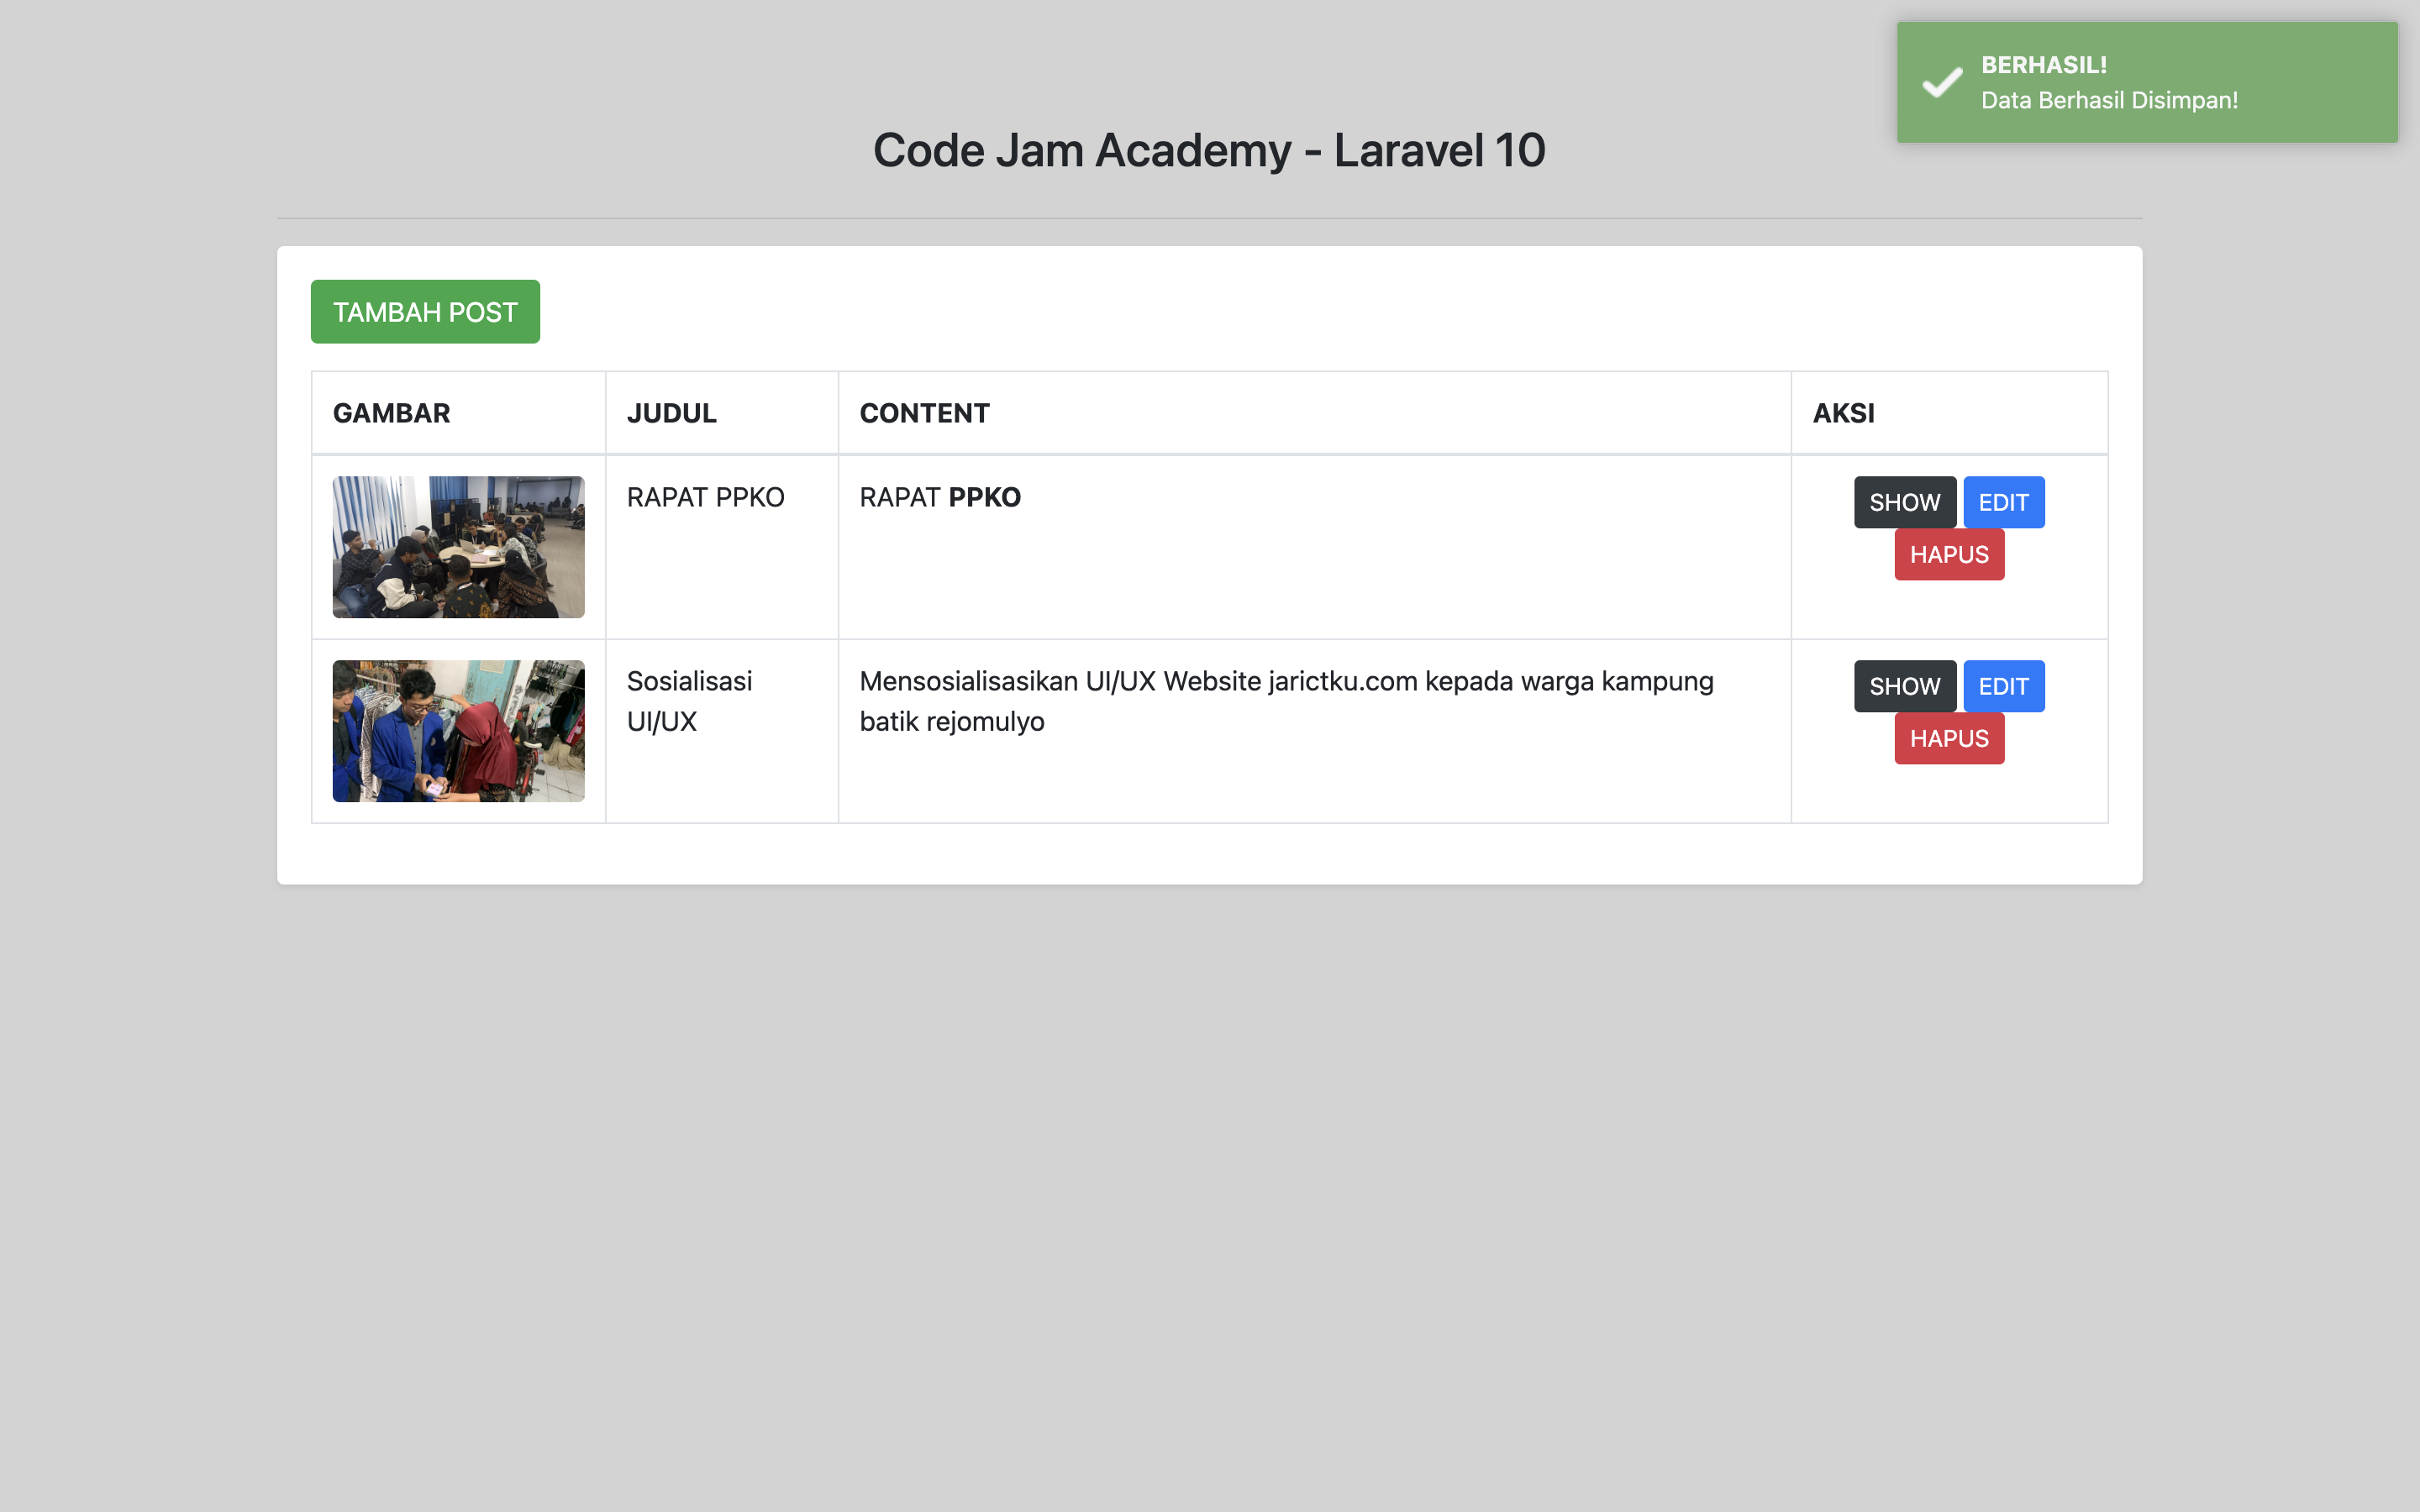 BERHASIL!
Data Berhasil Disimpan!
Code Jam Academy - Laravel 10
TAMBAH POST
GAMBAR JUDUL CONTENT AKSI
RAPAT PPKO RAPAT PPKO SHOW EDIT
HAPUS
Sosialisasi Mensosialisasikan UI/UX Website jarictku.com kepada warga kampung SHOW EDIT
UI/UX batik rejomulyo HAPUS